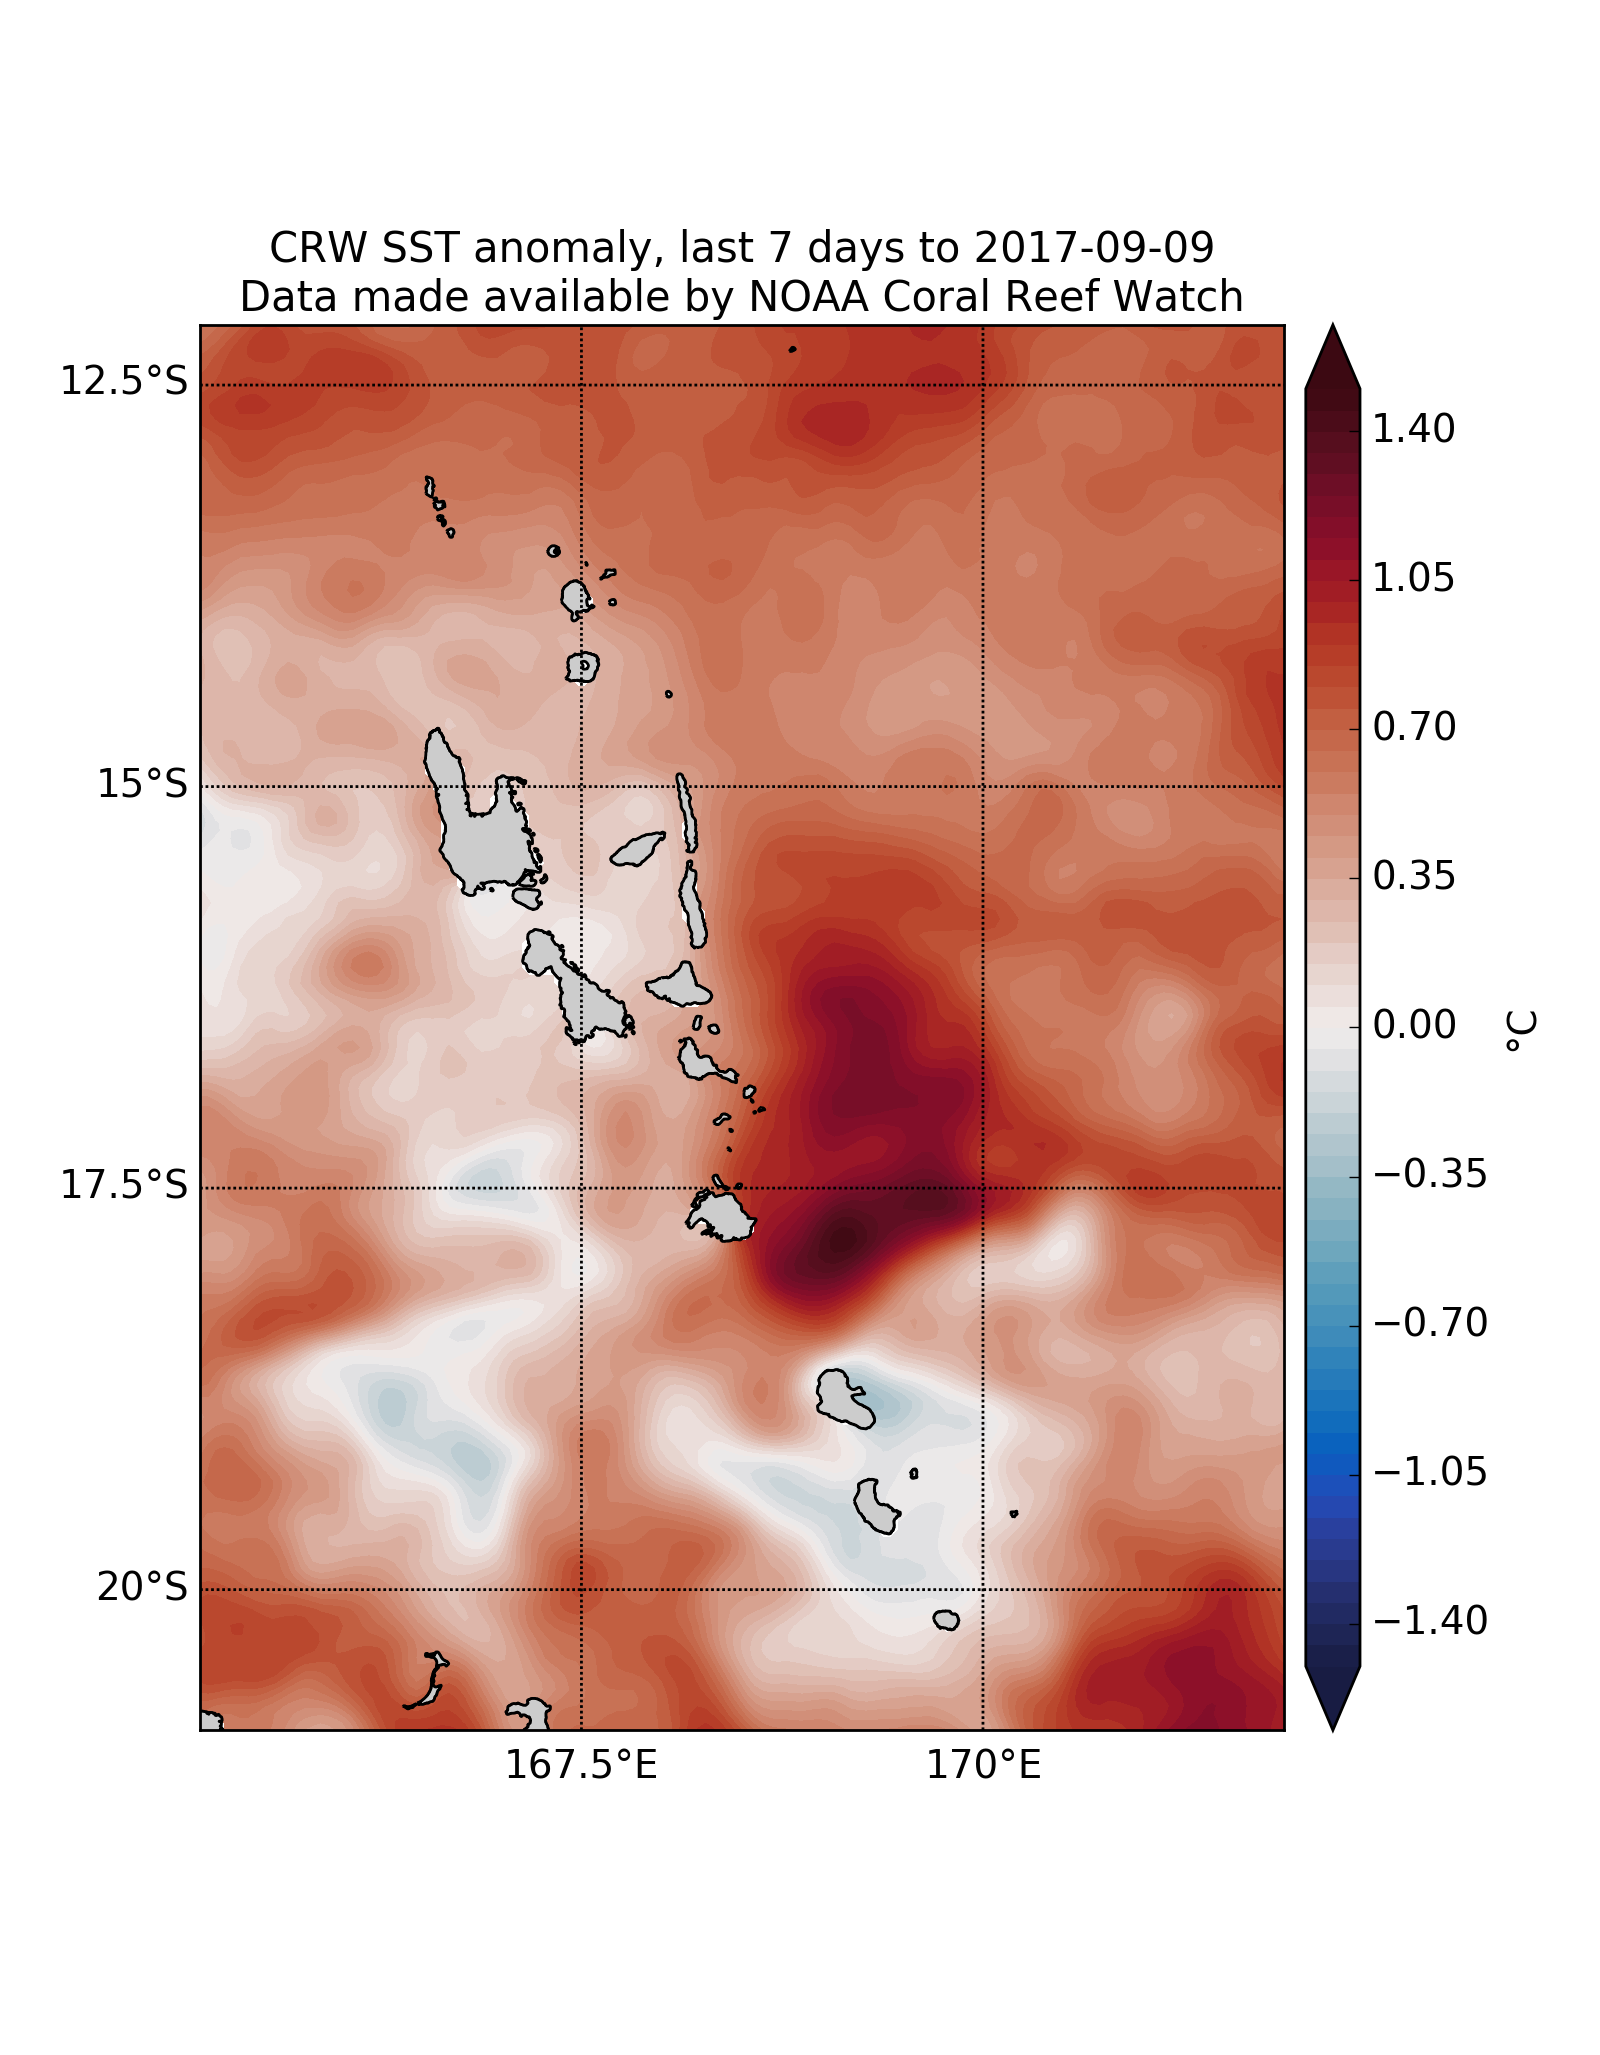 CRW SST anomaly, last 7 days to 2017-09-09
Data made available by NOAA Coral Reef Watch
12.5°S
15°S
17.5°S
20°S
167.5°E
170°E
1.40
1.05
0.70
0.35
0.00
−0.35
−0.70
−1.05
−1.40
°C